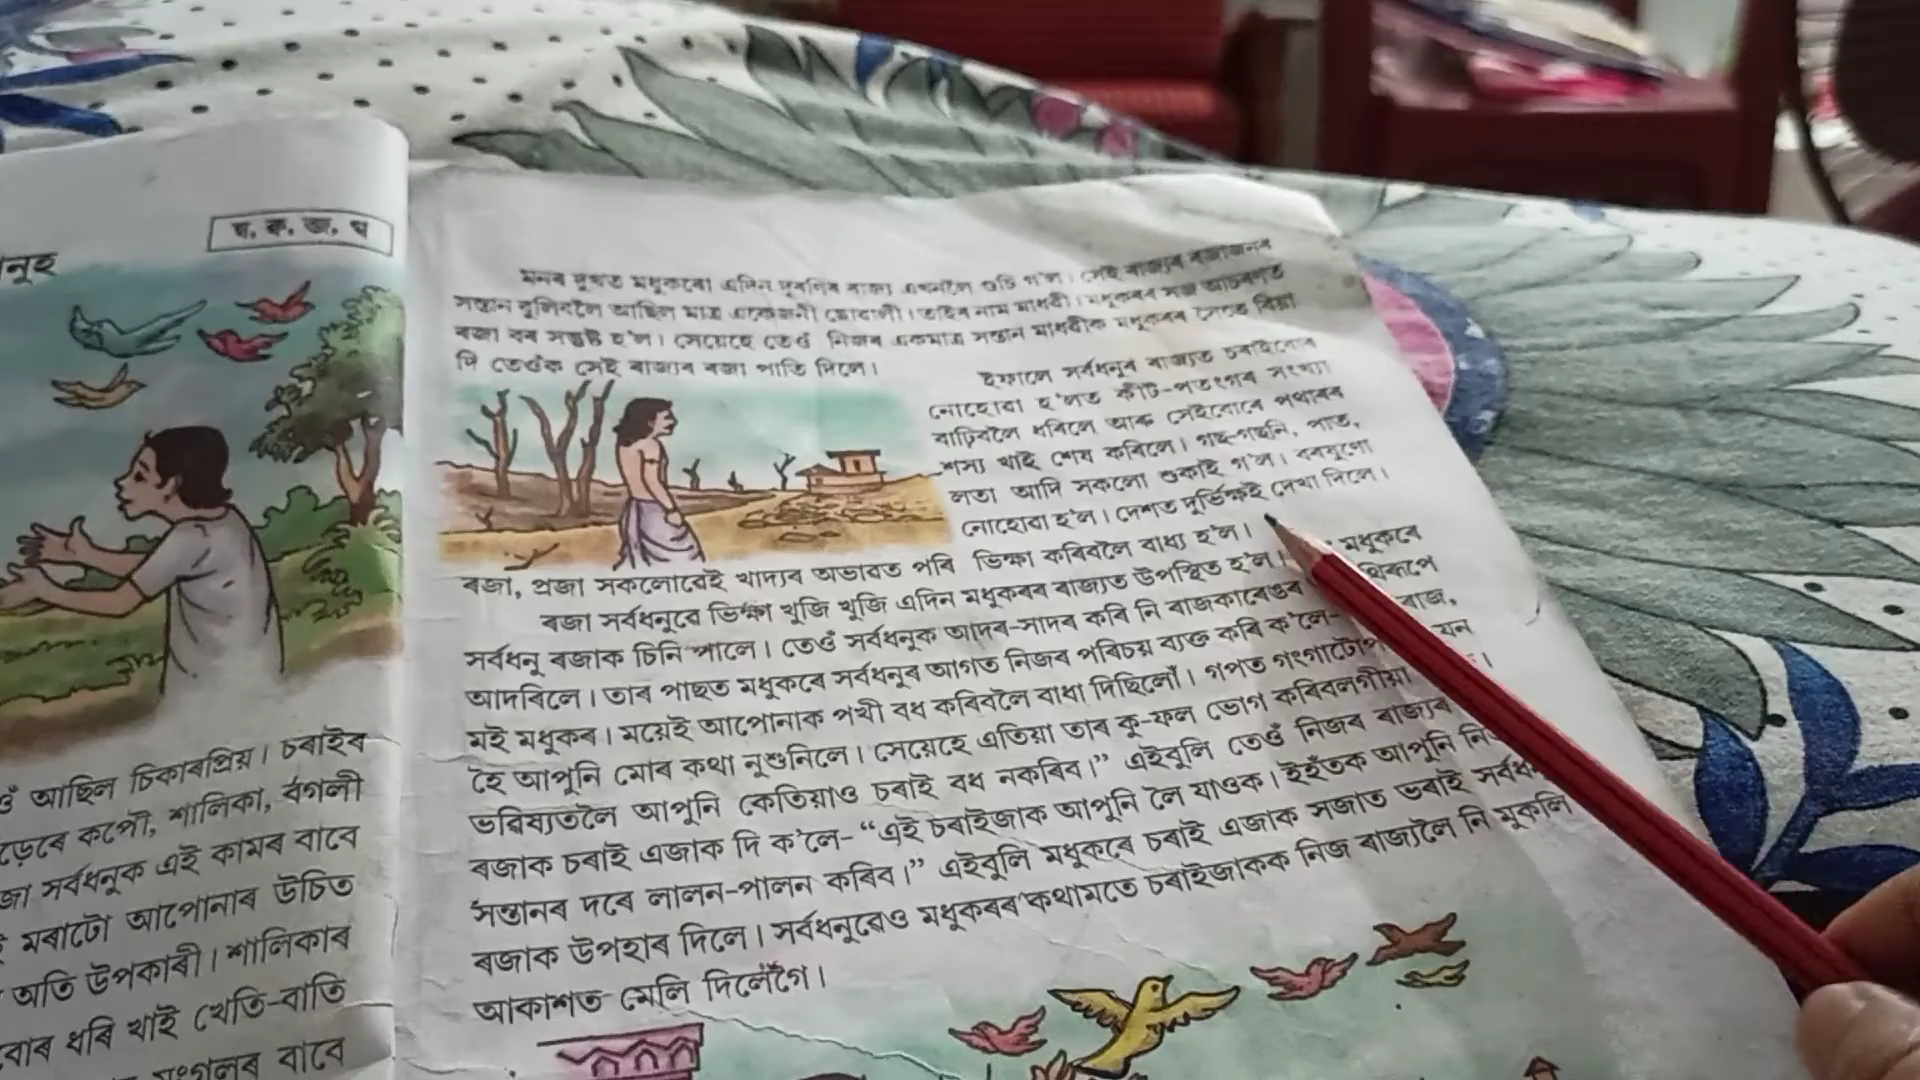 ঘ, ক, জ, ধ
নুহ
ওঁ আছিল চিকাৰপ্ৰিয়। চৰাইৰ
কপৌ, শালিকা, বগলী
সৰ্বধনুক এই কামৰ বাবে
মৰাটো আপোনাৰ উচিত
অতি উপকাৰী। শালিকাৰ
ধৰি খাই খেতি-বাতি
মংগলৰ বাবে
মনৰ দুখত মধুকৰো এদিন দূৰণিৰ ৰাজ্য এখনলৈ গুচি গ'ল। সেই ৰাজ্যৰ ৰজাজনৰ
সন্তান বুলিবলৈ আছিল মাত্ৰ একেজনী ছোৱালী। তাইৰ নাম মাধৱী। মধুকৰৰ সজ আচৰণত
ৰজা বৰ সন্তুষ্ট হ'ল। সেয়েহে তেওঁ নিজৰ একমাত্ৰ সন্তান মাধৱীক মধুকৰৰ সৈতে বিয়া
দি তেওঁক সেই ৰাজ্যৰ ৰজা পাতি দিলে।
ইফালে সৰ্বধনুৰ ৰাজ্যত চৰাইবোৰ
নোহোৱা হ'লত কীট-পতংগৰ সংখ্যা
বাঢ়িবলৈ ধৰিলে আৰু সেইবোৰে পথাৰৰ
শস্য খাই শেষ কৰিলে। গছ-গছনি, পাত,
লতা আদি সকলো শুকাই গ'ল। বৰষুণো
নোহোৱা হ'ল। দেশত দুৰ্ভিক্ষই দেখা দিলে।
ৰজা, প্ৰজা সকলোৱেই খাদ্যৰ অভাৱত পৰি ভিক্ষা কৰিবলৈ বাধ্য হ'ল।
ৰজা সৰ্বধনুৱে ভিক্ষা খুজি খুজি এদিন মধুকৰৰ ৰাজ্যত উপস্থিত হ'ল। মধুকৰে
সৰ্বধনু ৰজাক চিনি পালে। তেওঁ সৰ্বধনুক আদৰ-সাদৰ কৰি নি ৰাজকাৰেঙৰ
আদৰিলে। তাৰ পাছত মধুকৰে সৰ্বধনুৰ আগত নিজৰ পৰিচয় ব্যক্ত কৰি ক'লে- ৰাজ,
মই মধুকৰ। ময়েই আপোনাক পখী বধ কৰিবলৈ বাধা দিছিলোঁ। গপত গংগাটোপ যেন
হৈ আপুনি মোৰ কথা নুশুনিলে। সেয়েহে এতিয়া তাৰ কু-ফল ভোগ কৰিবলগীয়া
ভৱিষ্যতলৈ আপুনি কেতিয়াও চৰাই বধ নকৰিব।” এইবুলি তেওঁ নিজৰ ৰাজ্যৰ
ৰজাক চৰাই এজাক দি ক'লে- “এই চৰাইজাক আপুনি লৈ যাওক। ইহঁতক আপুনি
সন্তানৰ দৰে লালন-পালন কৰিব।” এইবুলি মধুকৰে চৰাই এজাক সজাত ভৰাই
ৰজাক উপহাৰ দিলে। সৰ্বধনুৱেও মধুকৰৰ কথামতে চৰাইজাকক নিজ ৰাজ্যলৈ নি মুকলি
আকাশত মেলি দিলেগৈ।